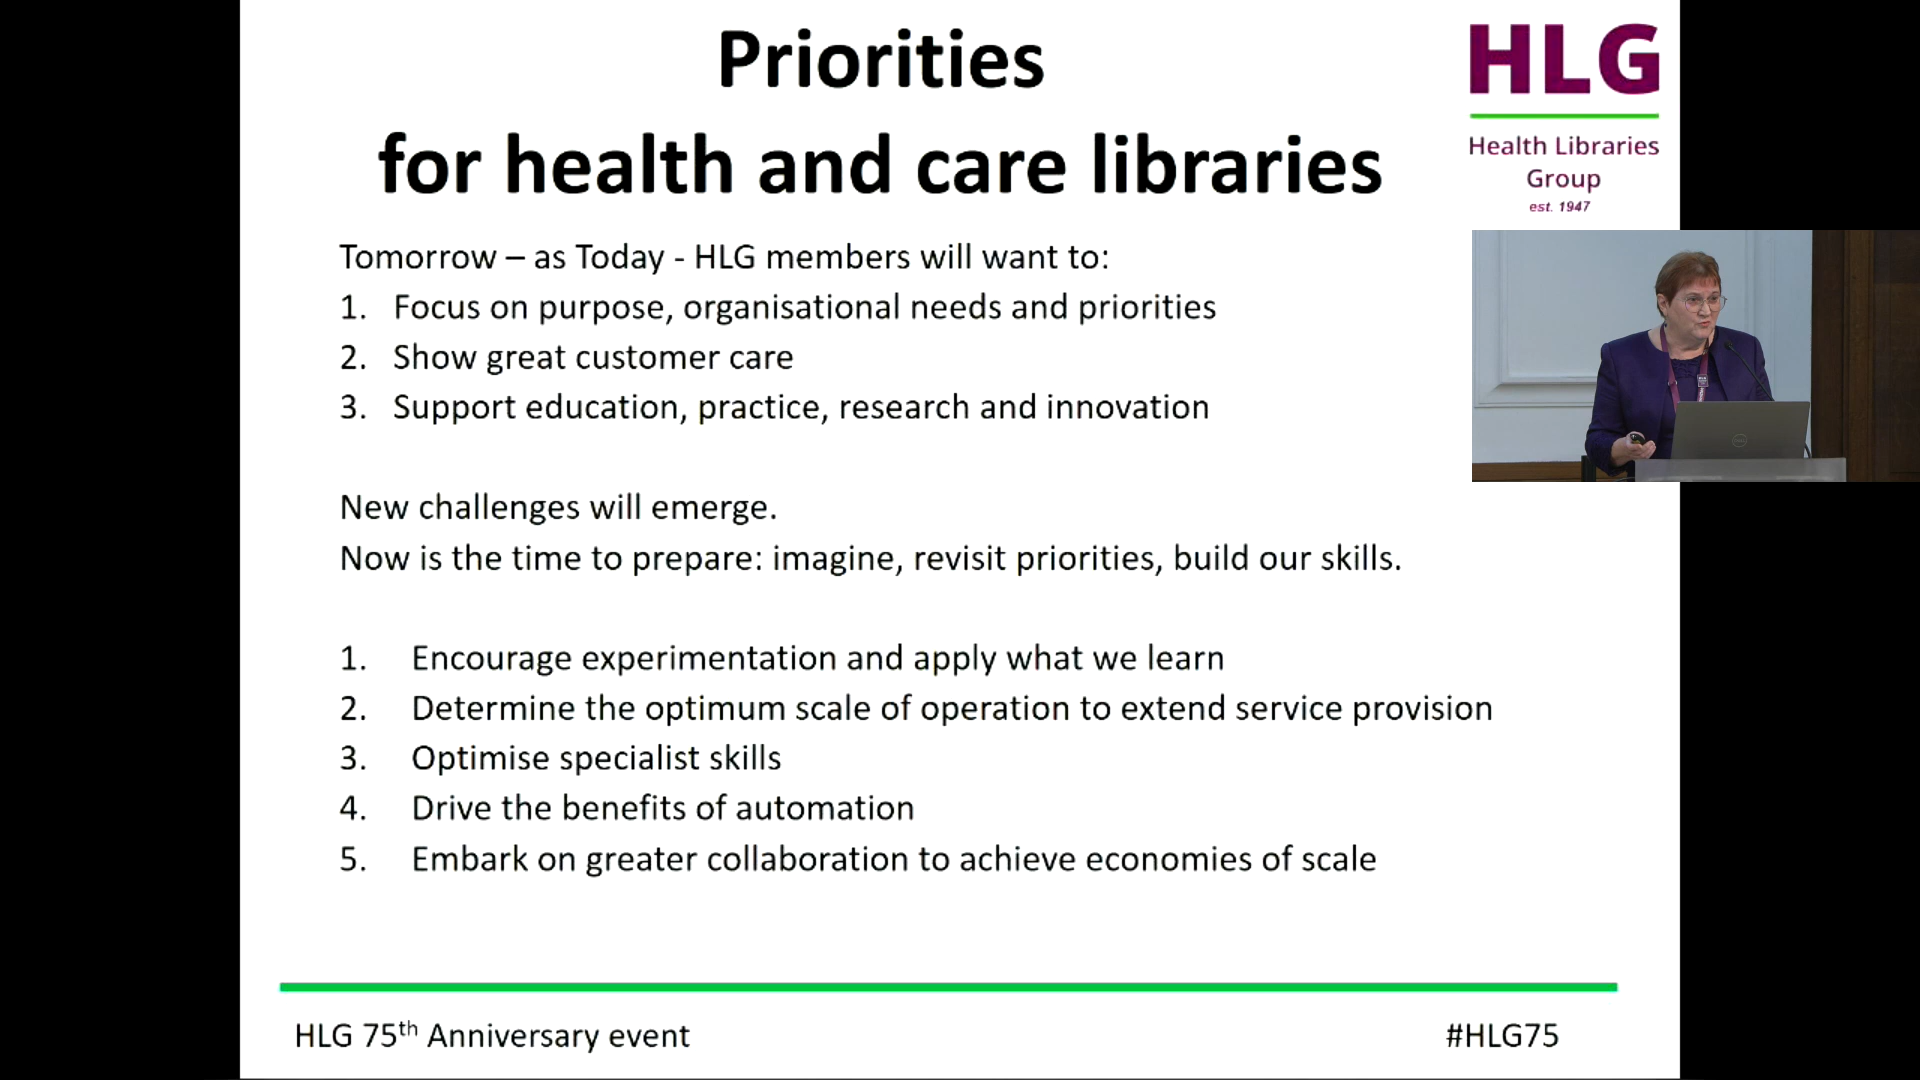 Priorities
for health and care libraries
HLG
Health Libraries
Group
est. 1947
Tomorrow – as Today - HLG members will want to:
1. Focus on purpose, organisational needs and priorities
2. Show great customer care
3. Support education, practice, research and innovation
New challenges will emerge.
Now is the time to prepare: imagine, revisit priorities, build our skills.
1. Encourage experimentation and apply what we learn
2. Determine the optimum scale of operation to extend service provision
3. Optimise specialist skills
4. Drive the benefits of automation
5. Embark on greater collaboration to achieve economies of scale
HLG 75th Anniversary event
#HLG75